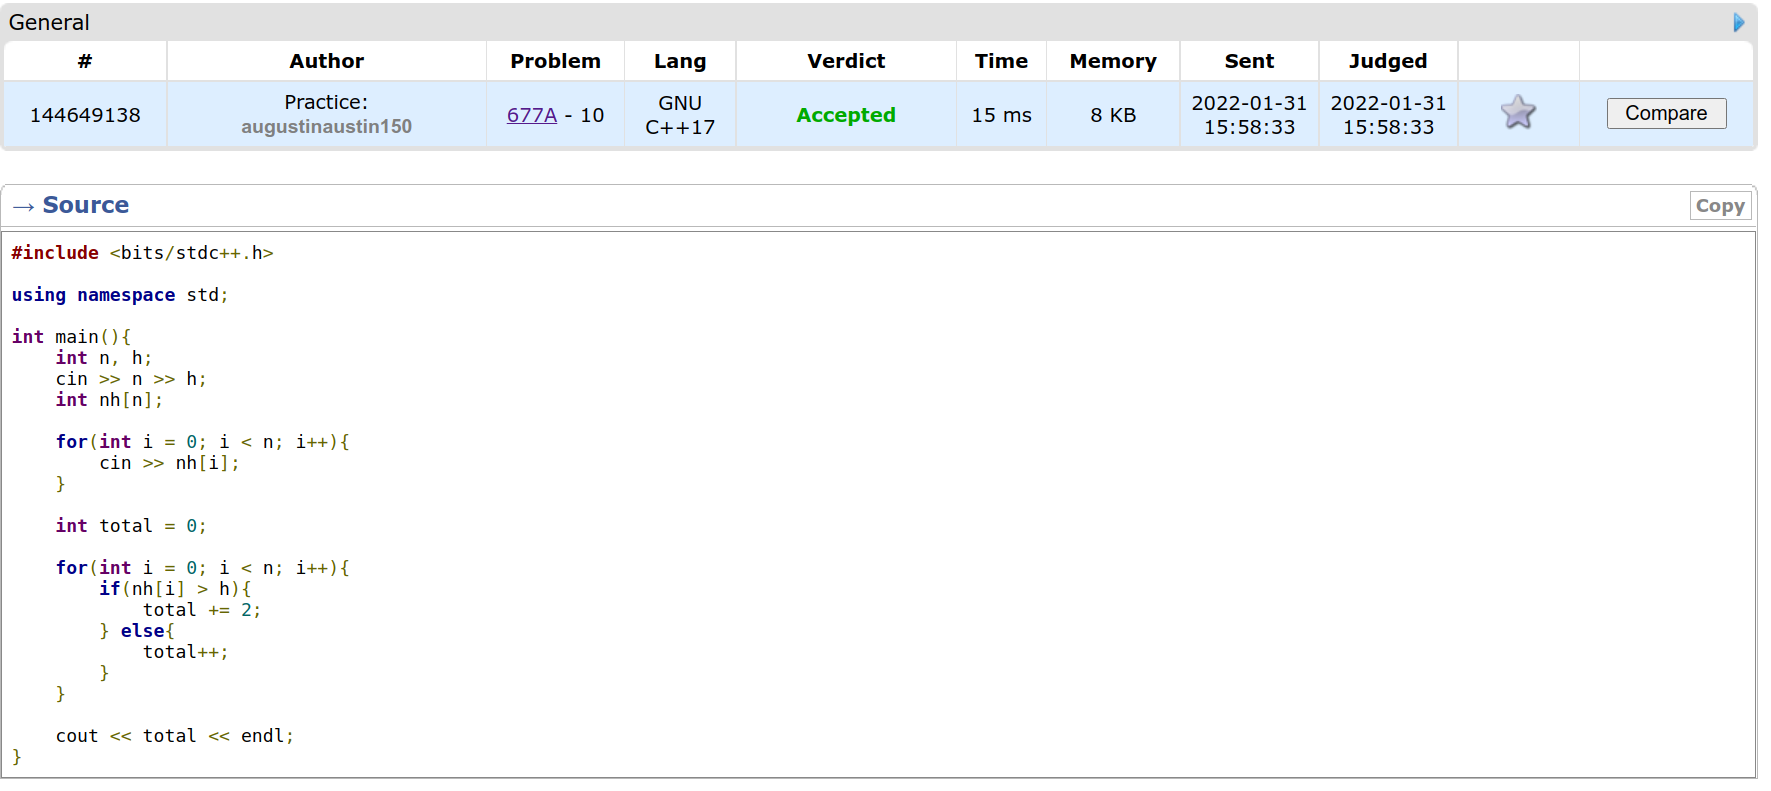 General
# Author Problem Lang Verdict Time Memory Sent Judged
144649138 Practice: augustinaustin150 677A - 10 GNU C++17 Accepted 15 ms 8 KB 2022-01-31 15:58:33 2022-01-31 15:58:33 Compare
→ Source Copy
#include <bits/stdc++.h>
using namespace std;
int main(){
    int n, h;
    cin >> n >> h;
    int nh[n];
    for(int i = 0; i < n; i++){
        cin >> nh[i];
    }
    int total = 0;
    for(int i = 0; i < n; i++){
        if(nh[i] > h){
            total += 2;
        } else{
            total++;
        }
    }
    cout << total << endl;
}